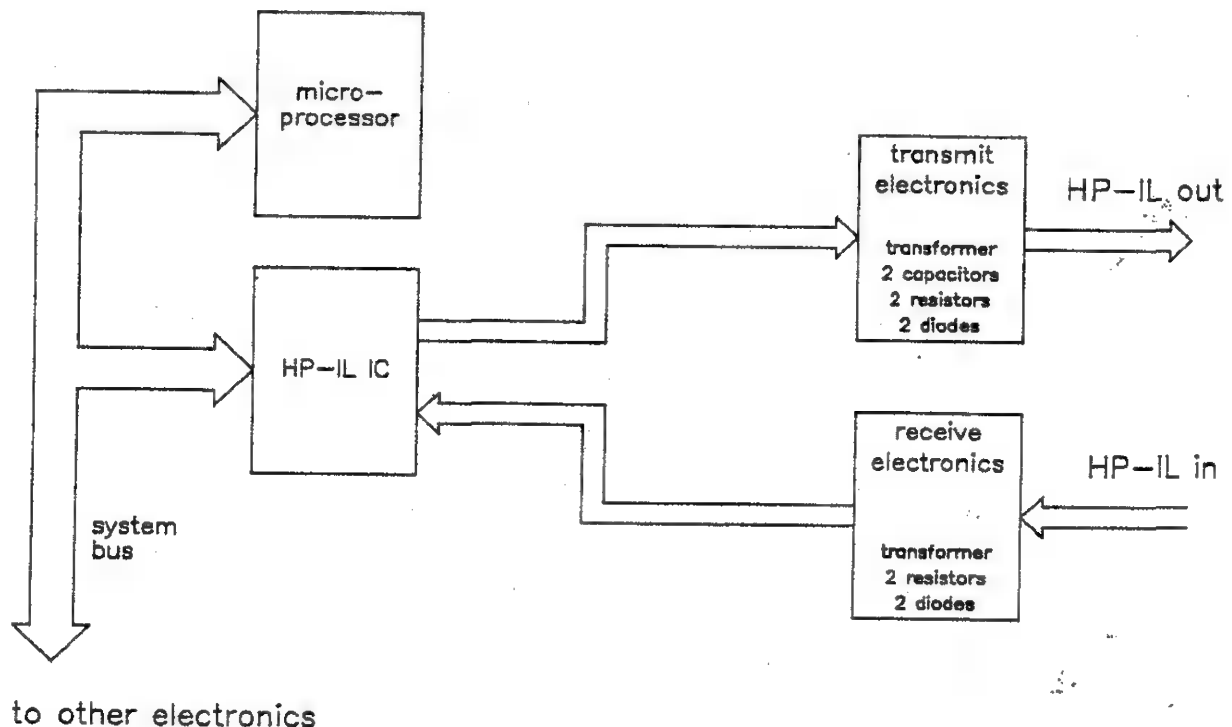 micro-
processor
transmit
electronics
transformer
2 capacitors
2 resistors
2 diodes
HP-IL out
HP-IL IC
receive
electronics
transformer
2 resistors
2 diodes
HP-IL in
system
bus
to other electronics